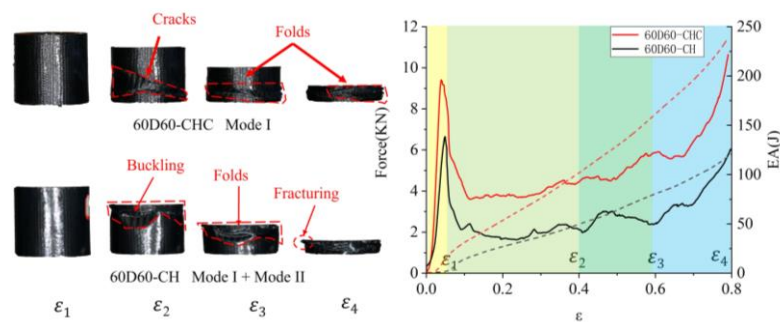 Cracks
Folds
60D60-CHC Mode I
Buckling
Folds
Fracturing
60D60-CH Mode I + Mode II
ε₁ ε₂ ε₃ ε₄
60D60-CHC
60D60-CH
Force(KN)
12
10
8
6
4
2
0
EA(J)
250
200
150
100
50
0
ε₁ ε₂ ε₃ ε₄
0.0 0.2 0.4 0.6 0.8
ε